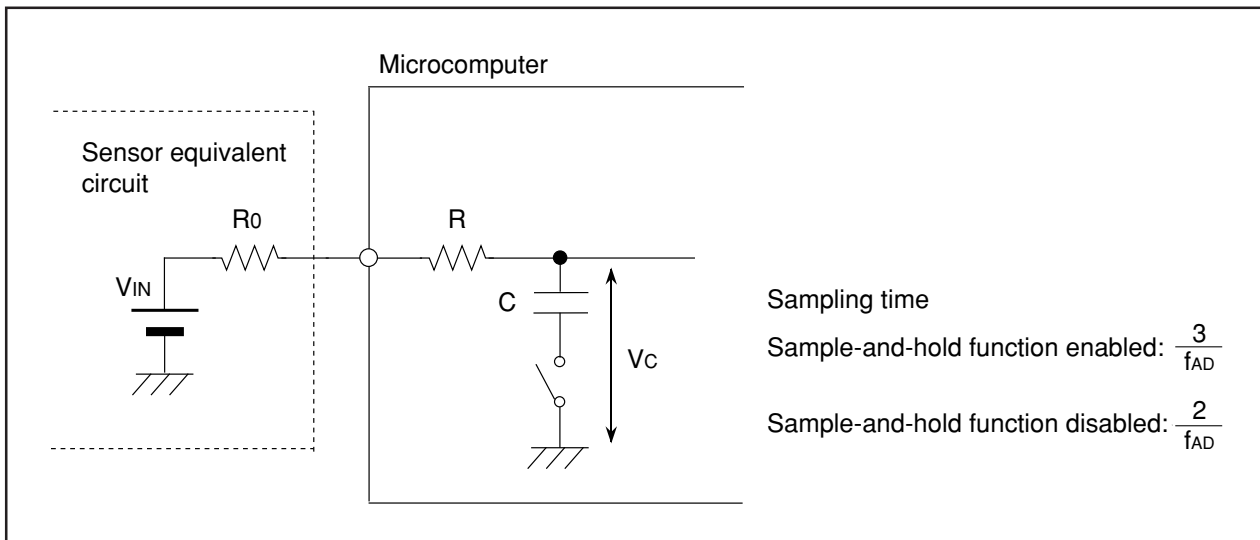 Microcomputer
Sensor equivalent
circuit
R0
R
VIN
C
VC
Sampling time
Sample-and-hold function enabled: 3/fAD
Sample-and-hold function disabled: 2/fAD